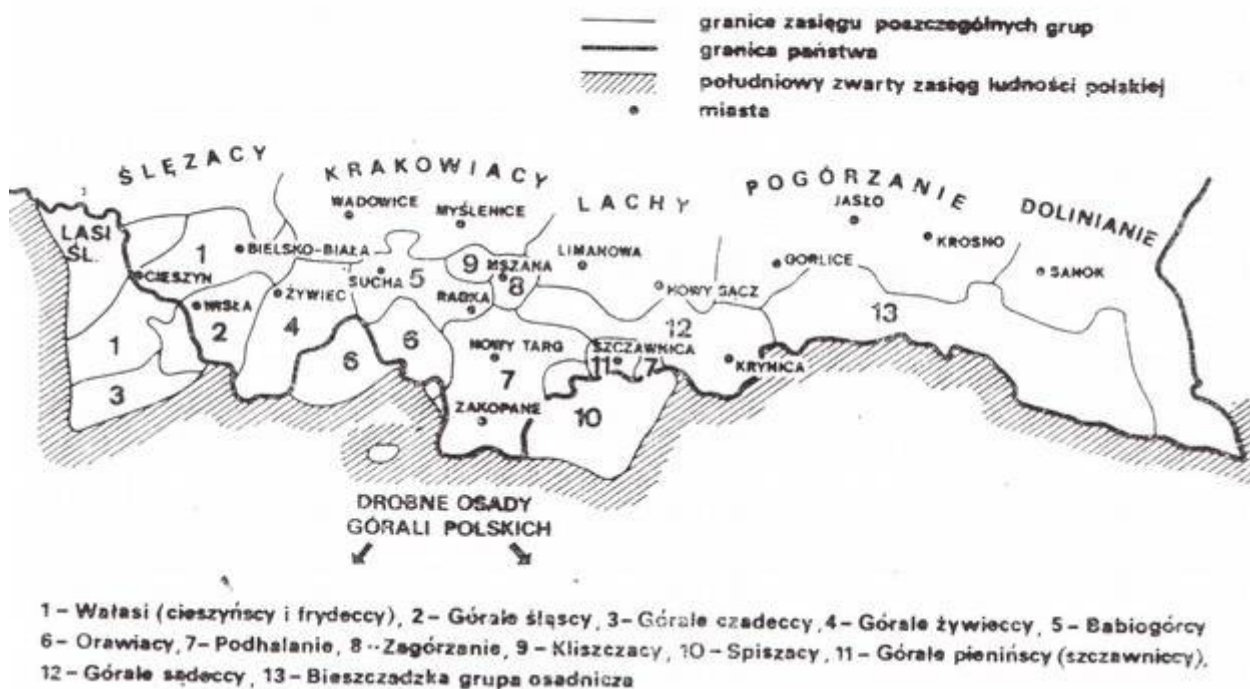 granice zasięgu poszczególnych grup
granica państwa
południowy zwarty zasięg ludności polskiej
miasta
ŚLĘZACY
KRAKOWIACY
LACHY
POGÓRZANIE
DOLINIANIE
WADOWICE
MYŚLENICE
JASŁO
KROSNO
LASI
ŚL.
1
BIELSKO-BIAŁA
9
MSZANA
LIMANOWA
GORLICE
SANOK
CIESZYN
SUCHA
5
8
NOWY SĄCZ
WISŁA
ŻYWIEC
RABKA
12
13
2
4
1
6
6
NOWY TARG
SZCZAWNICA
11
7
KRYNICA
7
3
ZAKOPANE
10
DROBNE OSADY
GÓRALI POLSKICH
1 – Wałasi (cieszyńscy i frydeccy), 2 – Górale śląscy, 3 – Górale czadeccy, 4 – Górale żywieccy, 5 – Babiogórcy
6 – Orawiacy, 7 – Podhalanie, 8 – Zagórzanie, 9 – Kliszczacy, 10 – Spiszacy, 11 – Górale pienińscy (szczawniccy),
12 – Górale sądeccy, 13 – Bieszczadzka grupa osadnicza